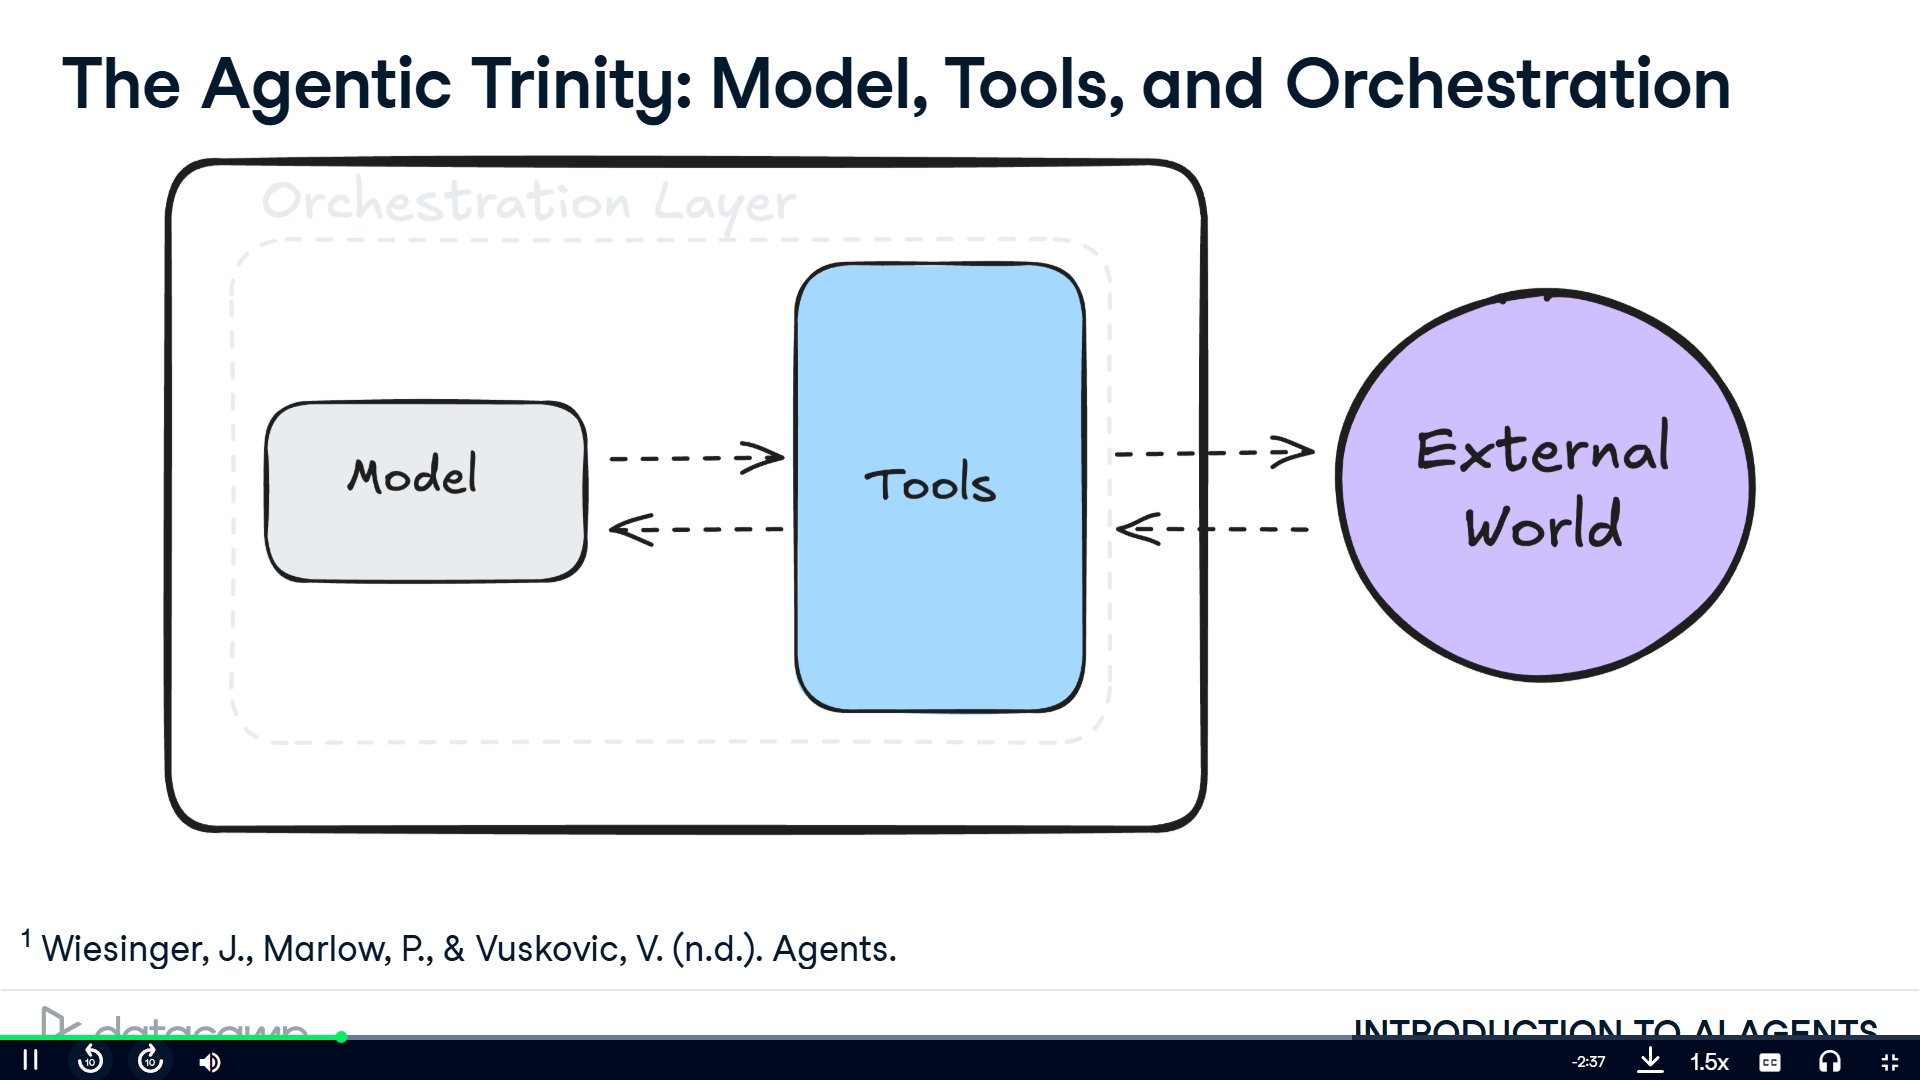 The Agentic Trinity: Model, Tools, and Orchestration
Orchestration Layer
Model
Tools
External
World
1 Wiesinger, J., Marlow, P., & Vuskovic, V. (n.d.). Agents.
datacamp
INTRODUCTION TO AI AGENTS
10
10
-2:37
1.5x
CC